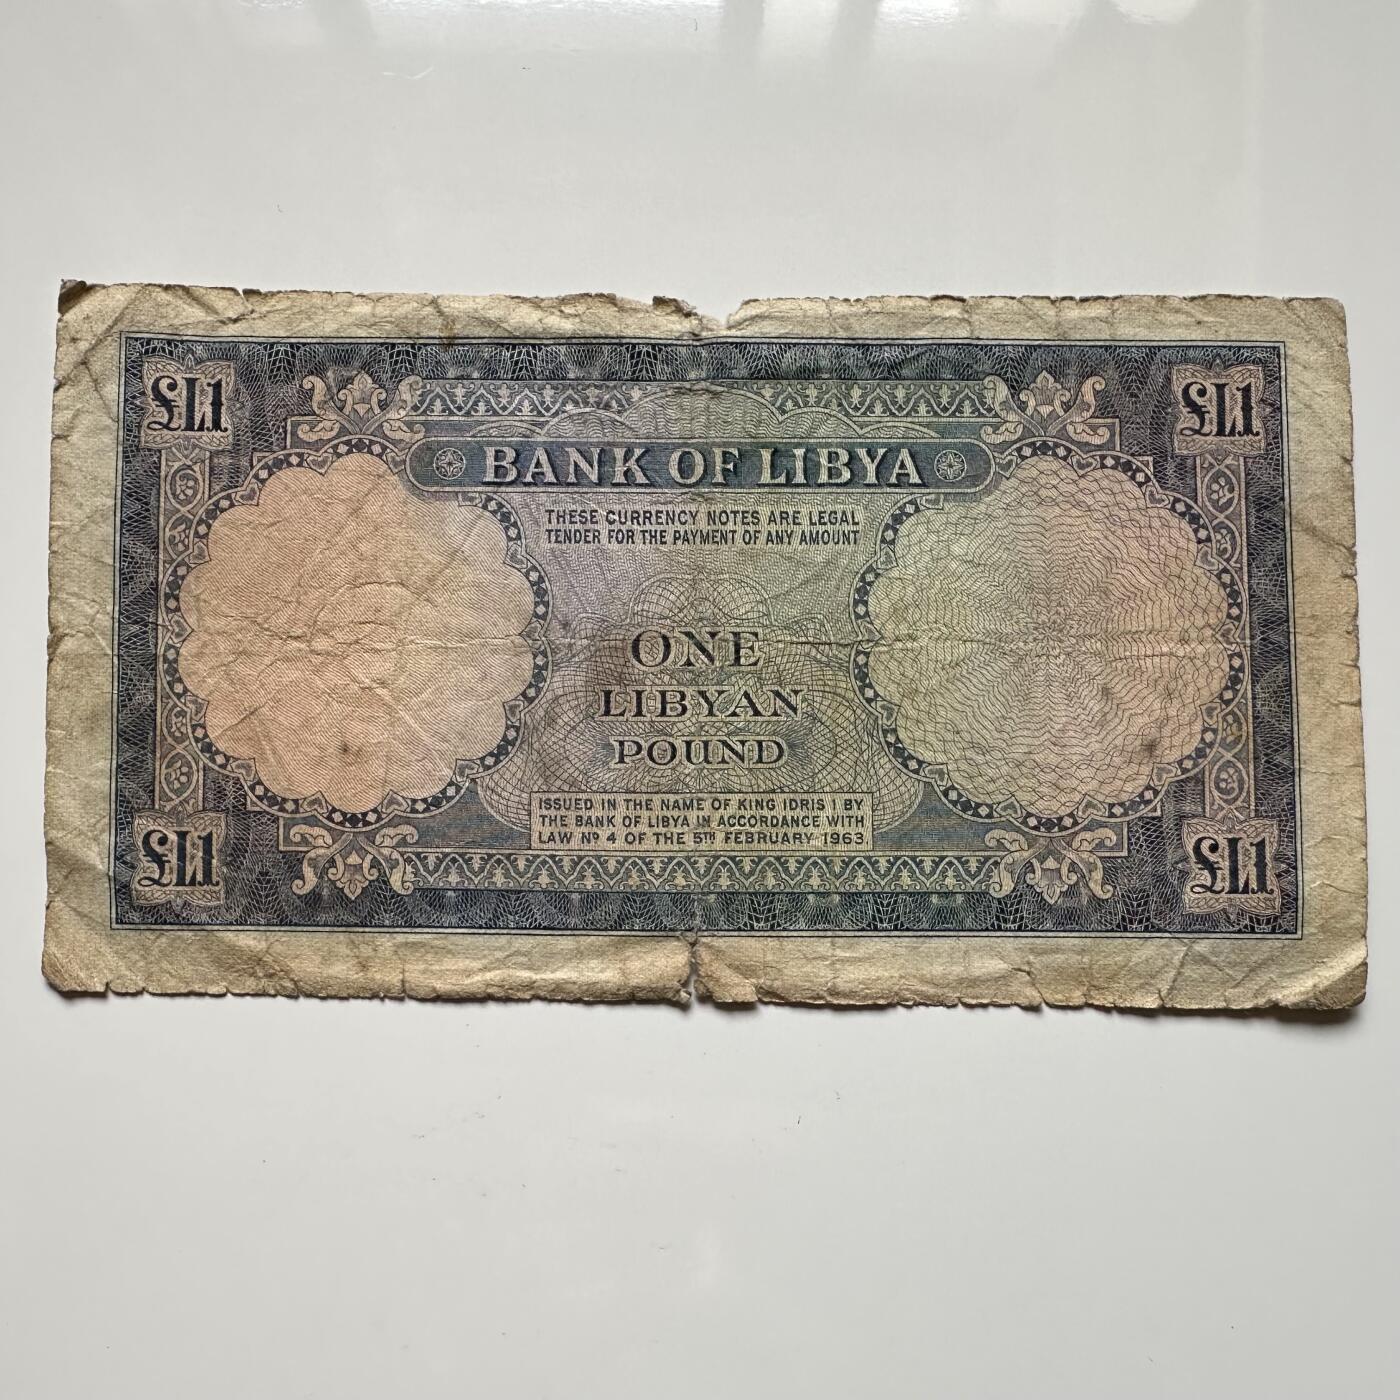 £L1 £L1
BANK OF LIBYA
THESE CURRENCY NOTES ARE LEGAL
TENDER FOR THE PAYMENT OF ANY AMOUNT
ONE
LIBYAN
POUND
ISSUED IN THE NAME OF KING IDRIS I BY
THE BANK OF LIBYA IN ACCORDANCE WITH
LAW Nº 4 OF THE 5TH FEBRUARY 1963
£L1 £L1